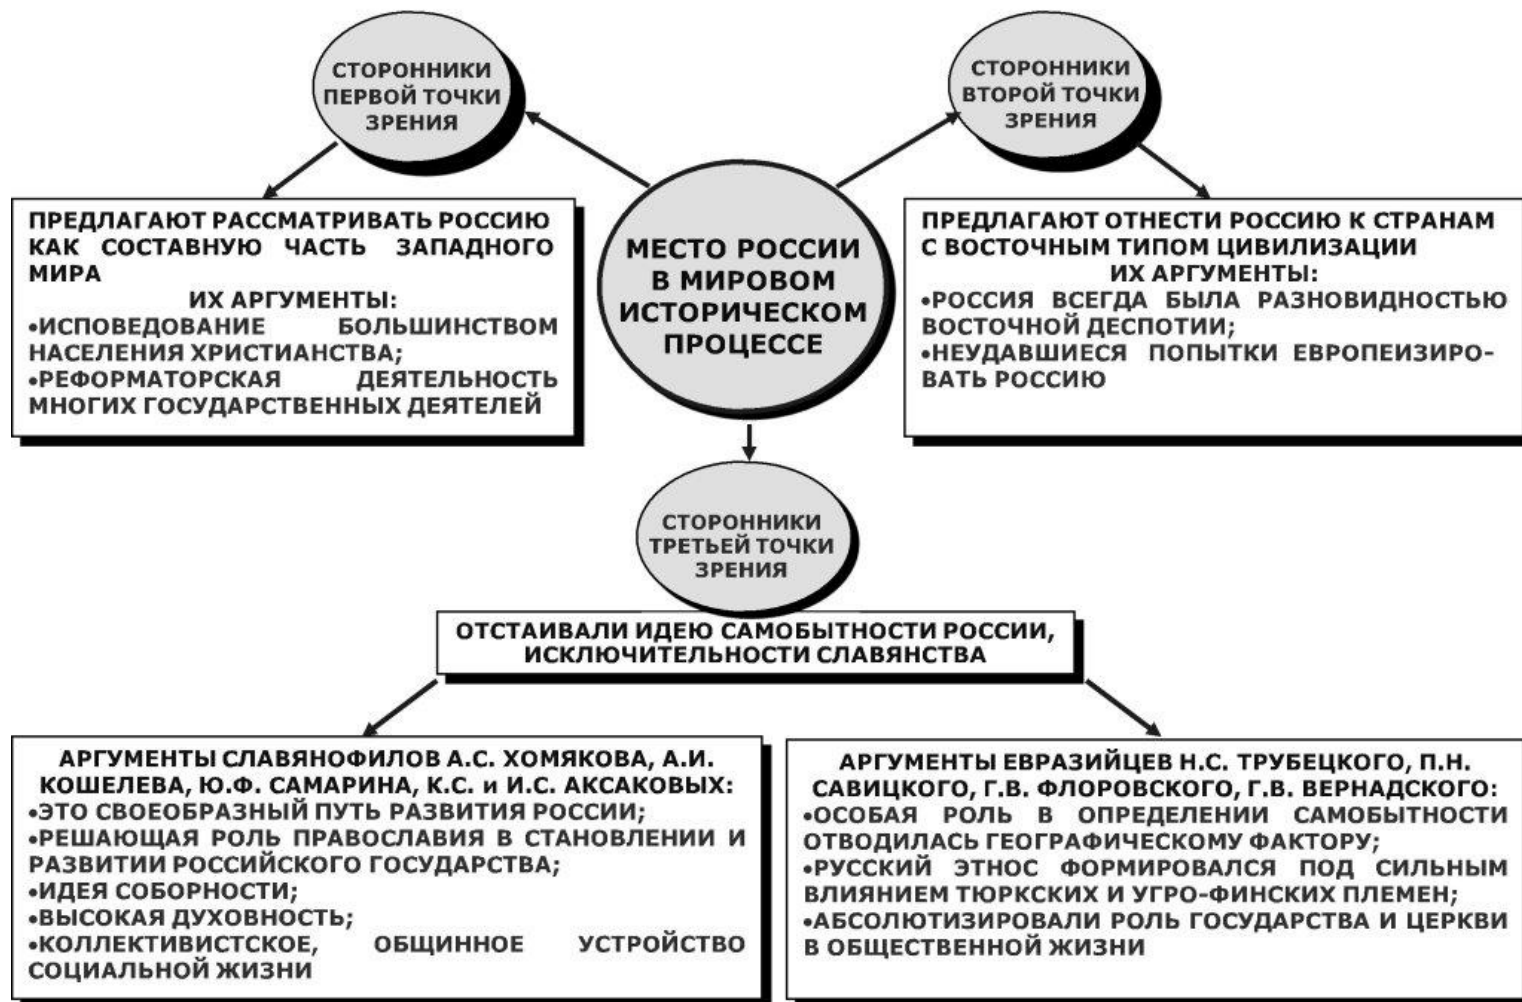 СТОРОННИКИ
ПЕРВОЙ ТОЧКИ
ЗРЕНИЯ
СТОРОННИКИ
ВТОРОЙ ТОЧКИ
ЗРЕНИЯ
МЕСТО РОССИИ
В МИРОВОМ
ИСТОРИЧЕСКОМ
ПРОЦЕССЕ
ПРЕДЛАГАЮТ РАССМАТРИВАТЬ РОССИЮ
КАК СОСТАВНУЮ ЧАСТЬ ЗАПАДНОГО
МИРА
ИХ АРГУМЕНТЫ:
•ИСПОВЕДОВАНИЕ БОЛЬШИНСТВОМ
НАСЕЛЕНИЯ ХРИСТИАНСТВА;
•РЕФОРМАТОРСКАЯ ДЕЯТЕЛЬНОСТЬ
МНОГИХ ГОСУДАРСТВЕННЫХ ДЕЯТЕЛЕЙ
ПРЕДЛАГАЮТ ОТНЕСТИ РОССИЮ К СТРАНАМ
С ВОСТОЧНЫМ ТИПОМ ЦИВИЛИЗАЦИИ
ИХ АРГУМЕНТЫ:
•РОССИЯ ВСЕГДА БЫЛА РАЗНОВИДНОСТЬЮ
ВОСТОЧНОЙ ДЕСПОТИИ;
•НЕУДАВШИЕСЯ ПОПЫТКИ ЕВРОПЕИЗИРО-
ВАТЬ РОССИЮ
СТОРОННИКИ
ТРЕТЬЕЙ ТОЧКИ
ЗРЕНИЯ
ОТСТАИВАЛИ ИДЕЮ САМОБЫТНОСТИ РОССИИ,
ИСКЛЮЧИТЕЛЬНОСТИ СЛАВЯНСТВА
АРГУМЕНТЫ СЛАВЯНОФИЛОВ А.С. ХОМЯКОВА, А.И.
КОШЕЛЕВА, Ю.Ф. САМАРИНА, К.С. и И.С. АКСАКОВЫХ:
•ЭТО СВОЕОБРАЗНЫЙ ПУТЬ РАЗВИТИЯ РОССИИ;
•РЕШАЮЩАЯ РОЛЬ ПРАВОСЛАВИЯ В СТАНОВЛЕНИИ И
РАЗВИТИИ РОССИЙСКОГО ГОСУДАРСТВА;
•ИДЕЯ СОБОРНОСТИ;
•ВЫСОКАЯ ДУХОВНОСТЬ;
•КОЛЛЕКТИВИСТСКОЕ, ОБЩИННОЕ УСТРОЙСТВО
СОЦИАЛЬНОЙ ЖИЗНИ
АРГУМЕНТЫ ЕВРАЗИЙЦЕВ Н.С. ТРУБЕЦКОГО, П.Н.
САВИЦКОГО, Г.В. ФЛОРОВСКОГО, Г.В. ВЕРНАДСКОГО:
•ОСОБАЯ РОЛЬ В ОПРЕДЕЛЕНИИ САМОБЫТНОСТИ
ОТВОДИЛАСЬ ГЕОГРАФИЧЕСКОМУ ФАКТОРУ;
•РУССКИЙ ЭТНОС ФОРМИРОВАЛСЯ ПОД СИЛЬНЫМ
ВЛИЯНИЕМ ТЮРКСКИХ И УГРО-ФИНСКИХ ПЛЕМЕН;
•АБСОЛЮТИЗИРОВАЛИ РОЛЬ ГОСУДАРСТВА И ЦЕРКВИ
В ОБЩЕСТВЕННОЙ ЖИЗНИ